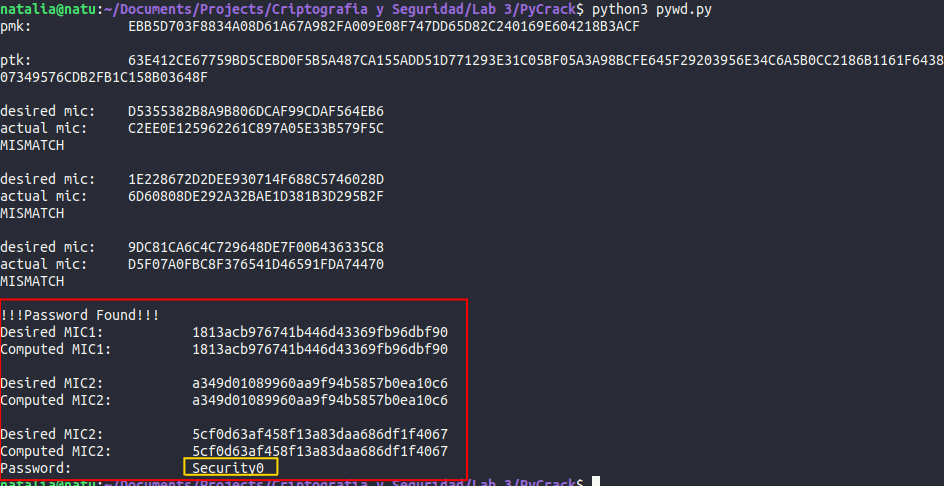 natalia@natu:~/Documents/Projects/Criptografia y Seguridad/Lab 3/PyCrack$ python3 pywd.py
pmk: EBB5D703F8834A08D61A67A982FA009E08F747DD65D82C240169E604218B3ACF
ptk: 63E412CE67759BD5CEBD0F5B5A487CA155ADD51D771293E31C05BF05A3A98BCFE645F29203956E34C6A5B0CC2186B1161F6438
07349576CDB2FB1C158B03648F
desired mic: D5355382B8A9B806DCAF99CDAF564EB6
actual mic: C2EE0E125962261C897A05E33B579F5C
MISMATCH
desired mic: 1E228672D2DEE930714F688C5746028D
actual mic: 6D60808DE292A32BAE1D381B3D295B2F
MISMATCH
desired mic: 9DC81CA6C4C729648DE7F00B436335C8
actual mic: D5F07A0FBC8F376541D46591FDA74470
MISMATCH
!!!Password Found!!!
Desired MIC1: 1813acb976741b446d43369fb96dbf90
Computed MIC1: 1813acb976741b446d43369fb96dbf90
Desired MIC2: a349d01089960aa9f94b5857b0ea10c6
Computed MIC2: a349d01089960aa9f94b5857b0ea10c6
Desired MIC2: 5cf0d63af458f13a83daa686df1f4067
Computed MIC2: 5cf0d63af458f13a83daa686df1f4067
Password: Security0
natalia@natu:~/Documents/Projects/Criptografia y Seguridad/Lab 3/PyCrack$